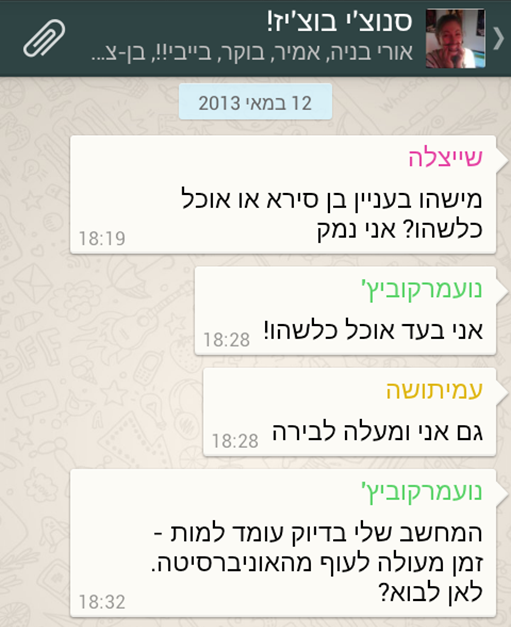 סנוצ'י בוצ'יז!
אורי בניה, אמיר, בוקר, בייבי!!, בן-צ...
12 במאי 2013
שייצלה
מישהו בעניין בן סירא או אוכל
כלשהו? אני נמק
18:19
נועמרקוביץ'
אני בעד אוכל כלשהו!
18:28
עמיתושה
גם אני ומעלה לבירה
18:28
נועמרקוביץ'
המחשב שלי בדיוק עומד למות -
זמן מעולה לעוף מהאוניברסיטה.
לאן לבוא?
18:32